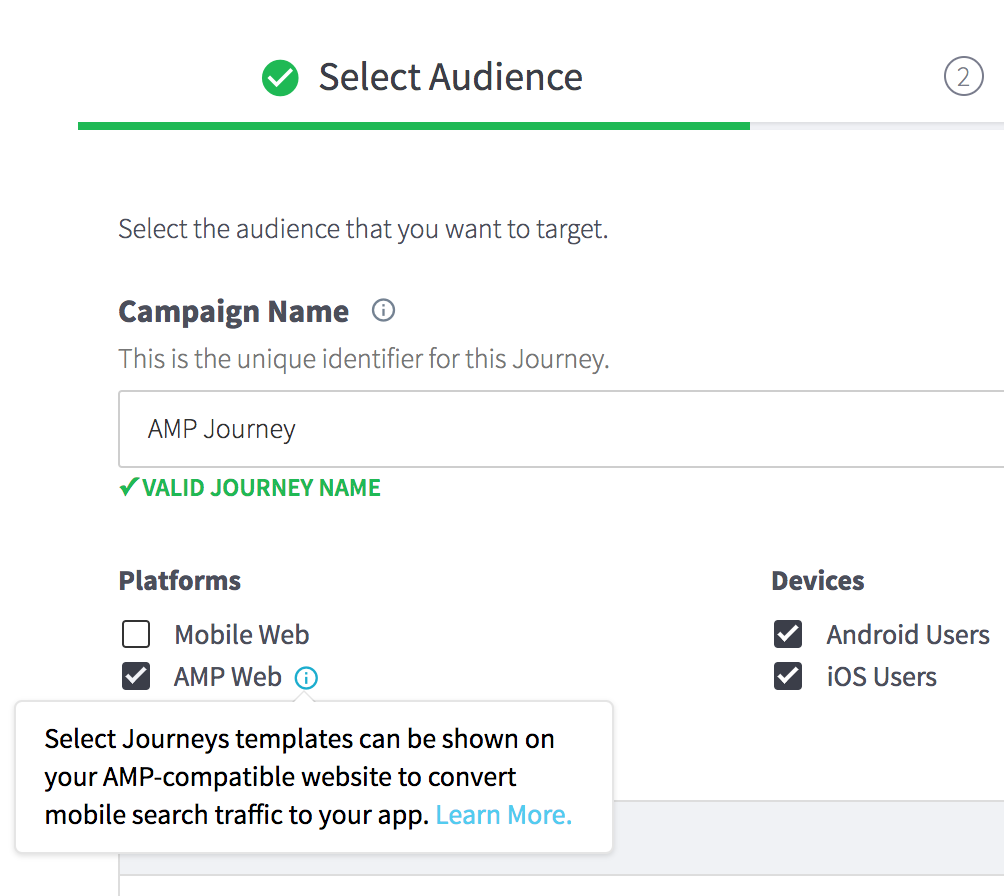 Select Audience
2
Select the audience that you want to target.
Campaign Name
This is the unique identifier for this Journey.
AMP Journey
✓VALID JOURNEY NAME
Platforms
Mobile Web
AMP Web
Devices
Android Users
iOS Users
Select Journeys templates can be shown on
your AMP-compatible website to convert
mobile search traffic to your app. Learn More.